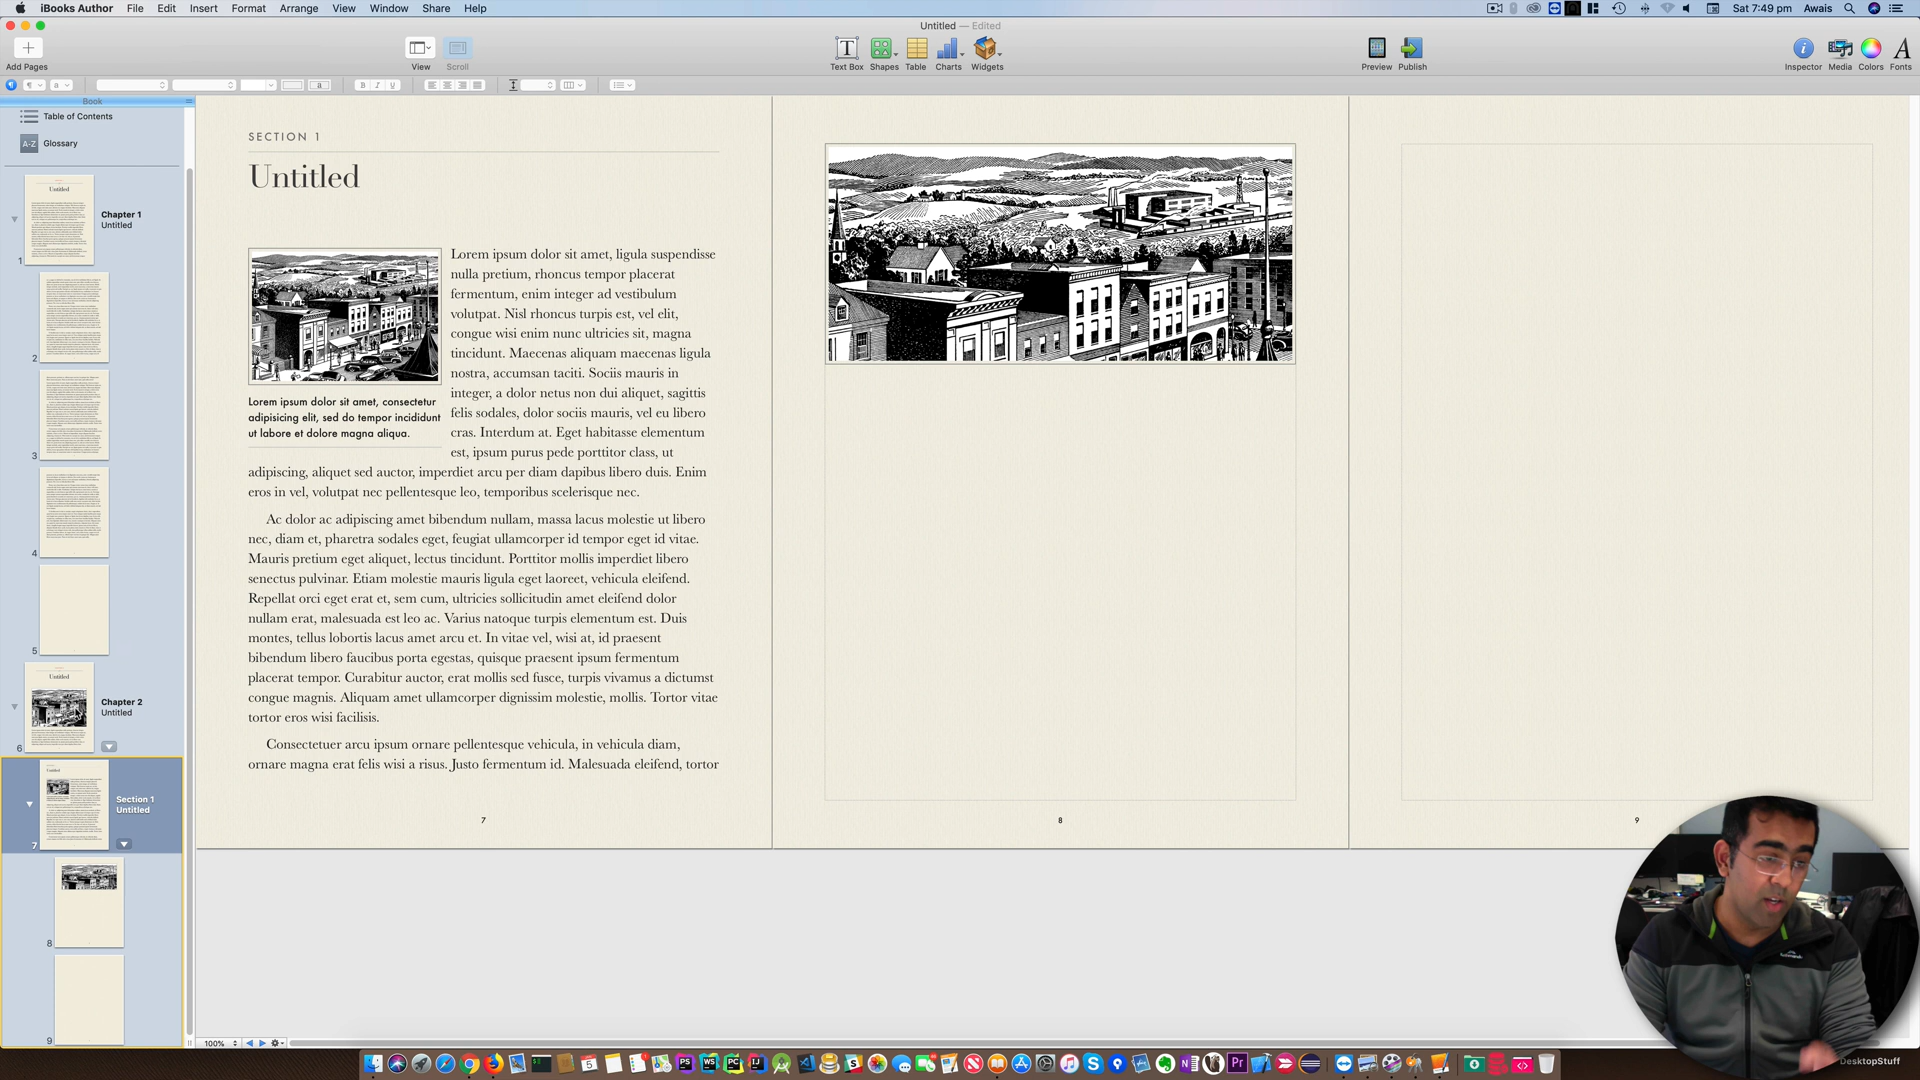 iBooks Author File Edit Insert Format Arrange View Window Share Help
Sat 7:49 pm Awais
Untitled — Edited
Add Pages
View
Scroll
Text Box
Shapes
Table
Charts
Widgets
Preview
Publish
Inspector
Media
Colors
Fonts
B I U
Book
Table of Contents
A-Z Glossary
Untitled
Chapter 1
Untitled
1
2
3
4
5
Untitled
Chapter 2
Untitled
6
Untitled
Section 1
Untitled
7
8
9
SECTION 1
Untitled
Lorem ipsum dolor sit amet, ligula suspendisse
nulla pretium, rhoncus tempor placerat
fermentum, enim integer ad vestibulum
volutpat. Nisl rhoncus turpis est, vel elit,
congue wisi enim nunc ultricies sit, magna
tincidunt. Maecenas aliquam maecenas ligula
nostra, accumsan taciti. Sociis mauris in
integer, a dolor netus non dui aliquet, sagittis
felis sodales, dolor sociis mauris, vel eu libero
cras. Interdum at. Eget habitasse elementum
est, ipsum purus pede porttitor class, ut
adipiscing, aliquet sed auctor, imperdiet arcu per diam dapibus libero duis. Enim
eros in vel, volutpat nec pellentesque leo, temporibus scelerisque nec.
Lorem ipsum dolor sit amet, consectetur
adipisicing elit, sed do tempor incididunt
ut labore et dolore magna aliqua.
Ac dolor ac adipiscing amet bibendum nullam, massa lacus molestie ut libero
nec, diam et, pharetra sodales eget, feugiat ullamcorper id tempor eget id vitae.
Mauris pretium eget aliquet, lectus tincidunt. Porttitor mollis imperdiet libero
senectus pulvinar. Etiam molestie mauris ligula eget laoreet, vehicula eleifend.
Repellat orci eget erat et, sem cum, ultricies sollicitudin amet eleifend dolor
nullam erat, malesuada est leo ac. Varius natoque turpis elementum est. Duis
montes, tellus lobortis lacus amet arcu et. In vitae vel, wisi at, id praesent
bibendum libero faucibus porta egestas, quisque praesent ipsum fermentum
placerat tempor. Curabitur auctor, erat mollis sed fusce, turpis vivamus a dictumst
congue magnis. Aliquam amet ullamcorper dignissim molestie, mollis. Tortor vitae
tortor eros wisi facilisis.
Consectetuer arcu ipsum ornare pellentesque vehicula, in vehicula diam,
ornare magna erat felis wisi a risus. Justo fermentum id. Malesuada eleifend, tortor
7
8
9
100%
DesktopStuff